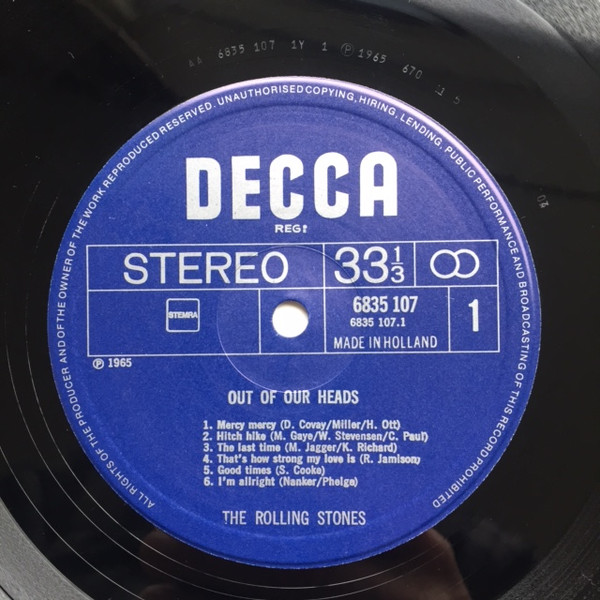 AA 6835 107 1Y 1 ℗1965 670
ALL RIGHTS OF THE PRODUCER AND OF THE OWNER OF THE WORK REPRODUCED RESERVED. UNAUTHORISED COPYING, HIRING, LENDING, PUBLIC PERFORMANCE AND BROADCASTING OF THIS RECORD PROHIBITED
DECCA
REGᵈ
STEREO 33⅓
STEMRA 6835 107 1
6835 107.1
MADE IN HOLLAND
℗ 1965
OUT OF OUR HEADS
1. Mercy mercy (D. Covay/Miller/H. Ott)
2. Hitch hike (M. Gaye/W. Stevensen/C. Paul)
3. The last time (M. Jagger/K. Richard)
4. That's how strong my love is (R. Jamison)
5. Good times (S. Cooke)
6. I'm allright (Nanker/Phelge)
THE ROLLING STONES